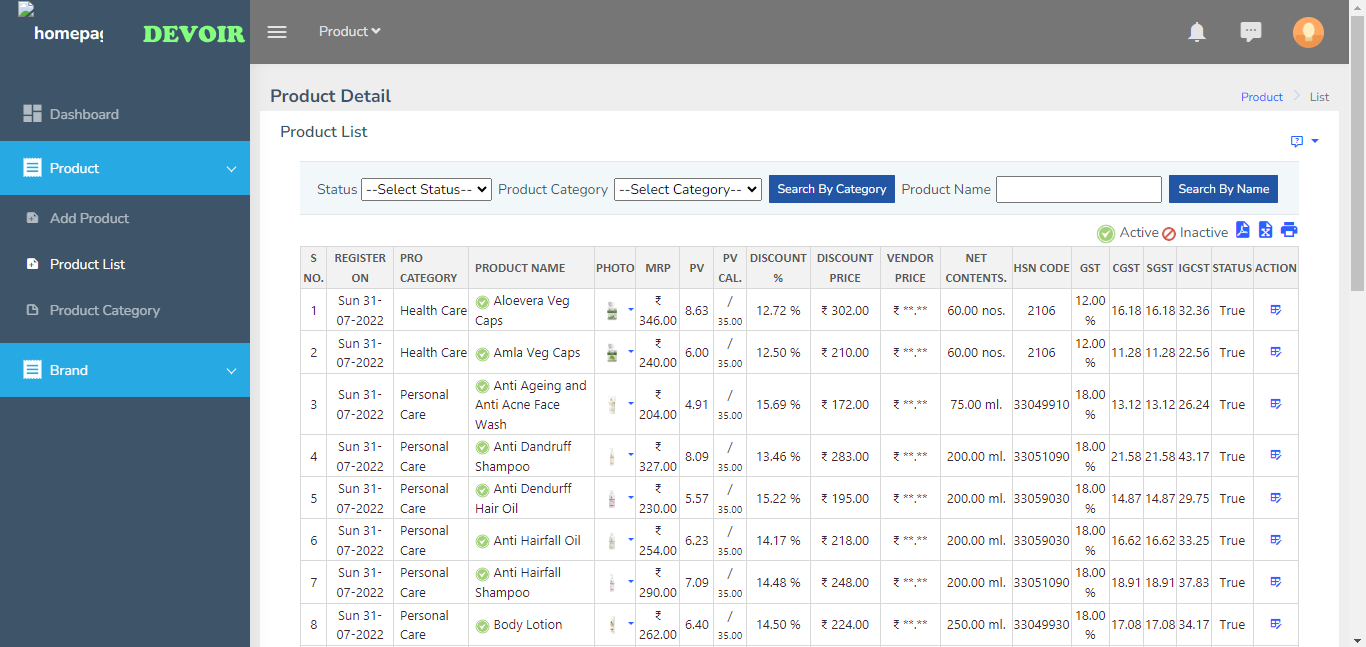 homepag DEVOIR
Product
Dashboard
Product
Add Product
Product List
Product Category
Brand
Product Detail
Product > List
Product List
Status --Select Status-- Product Category --Select Category-- Search By Category Product Name Search By Name
Active Inactive
S NO. REGISTER ON PRO CATEGORY PRODUCT NAME PHOTO MRP PV PV CAL. DISCOUNT % DISCOUNT PRICE VENDOR PRICE NET CONTENTS. HSN CODE GST CGST SGST IGCST STATUS ACTION
1 Sun 31-07-2022 Health Care Aloevera Veg Caps ₹ 346.00 8.63 / 35.00 12.72 % ₹ 302.00 ₹ **.** 60.00 nos. 2106 12.00 % 16.18 16.18 32.36 True
2 Sun 31-07-2022 Health Care Amla Veg Caps ₹ 240.00 6.00 / 35.00 12.50 % ₹ 210.00 ₹ **.** 60.00 nos. 2106 12.00 % 11.28 11.28 22.56 True
3 Sun 31-07-2022 Personal Care Anti Ageing and Anti Acne Face Wash ₹ 204.00 4.91 / 35.00 15.69 % ₹ 172.00 ₹ **.** 75.00 ml. 33049910 18.00 % 13.12 13.12 26.24 True
4 Sun 31-07-2022 Personal Care Anti Dandruff Shampoo ₹ 327.00 8.09 / 35.00 13.46 % ₹ 283.00 ₹ **.** 200.00 ml. 33051090 18.00 % 21.58 21.58 43.17 True
5 Sun 31-07-2022 Personal Care Anti Dendurff Hair Oil ₹ 230.00 5.57 / 35.00 15.22 % ₹ 195.00 ₹ **.** 200.00 ml. 33059030 18.00 % 14.87 14.87 29.75 True
6 Sun 31-07-2022 Personal Care Anti Hairfall Oil ₹ 254.00 6.23 / 35.00 14.17 % ₹ 218.00 ₹ **.** 200.00 ml. 33059030 18.00 % 16.62 16.62 33.25 True
7 Sun 31-07-2022 Personal Care Anti Hairfall Shampoo ₹ 290.00 7.09 / 35.00 14.48 % ₹ 248.00 ₹ **.** 200.00 ml. 33051090 18.00 % 18.91 18.91 37.83 True
8 Sun 31-07-2022 Personal Care Body Lotion ₹ 262.00 6.40 / 35.00 14.50 % ₹ 224.00 ₹ **.** 250.00 ml. 33049930 18.00 % 17.08 17.08 34.17 True